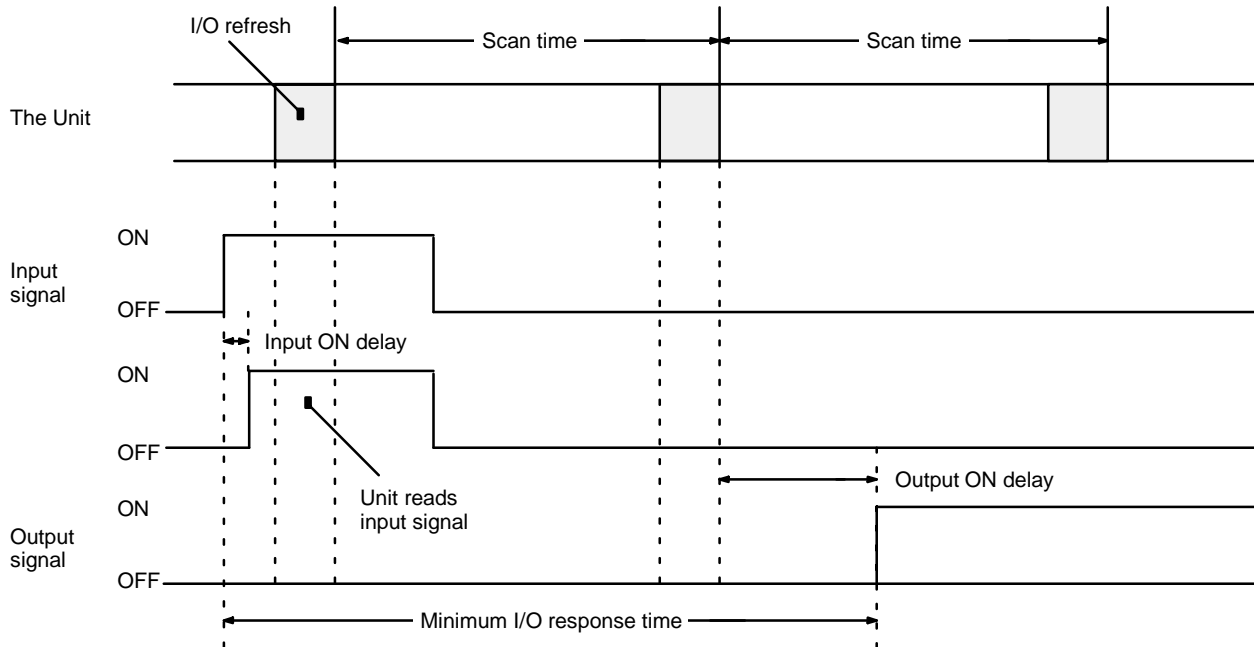 I/O refresh
Scan time
Scan time
The Unit
ON
Input
signal
OFF
Input ON delay
ON
OFF
Output ON delay
Unit reads
input signal
ON
Output
signal
OFF
Minimum I/O response time